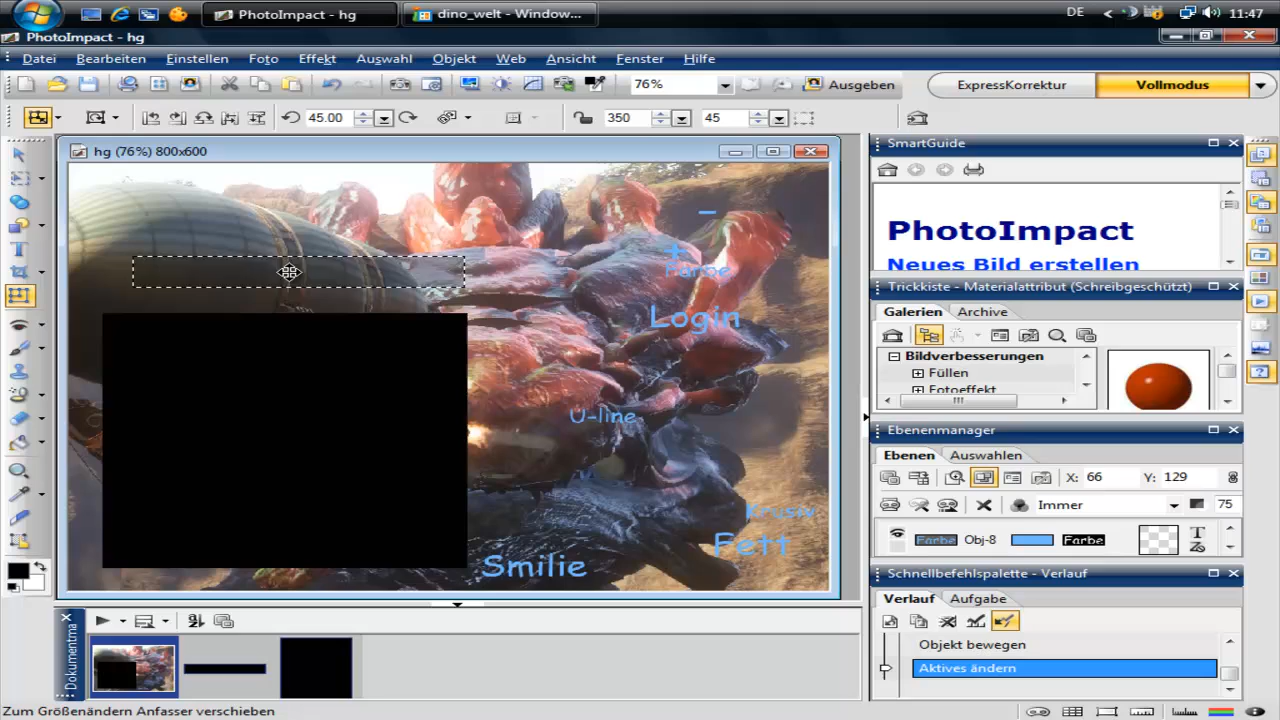 PhotoImpact - hg
dino_welt - Window...
DE
11:47
PhotoImpact - hg
Datei
Bearbeiten
Einstellen
Foto
Effekt
Auswahl
Objekt
Web
Ansicht
Fenster
Hilfe
76%
Ausgeben
ExpressKorrektur
Vollmodus
45.00
350
45
hg (76%) 800x600
SmartGuide
PhotoImpact
Neues Bild erstellen
Trickkiste - Materialattribut (Schreibgeschützt)
Galerien
Archive
Bildverbesserungen
Füllen
Fotoeffekt
Ebenenmanager
Ebenen
Auswählen
X: 66
Y: 129
Immer
75
Farbe
Obj-8
Farbe
Schnellbefehlspalette - Verlauf
Verlauf
Aufgabe
Objekt bewegen
Aktives ändern
-
+
Farbe
Login
U-line
Krusiv
Fett
Smilie
Dokumentma
Zum Größenändern Anfasser verschieben